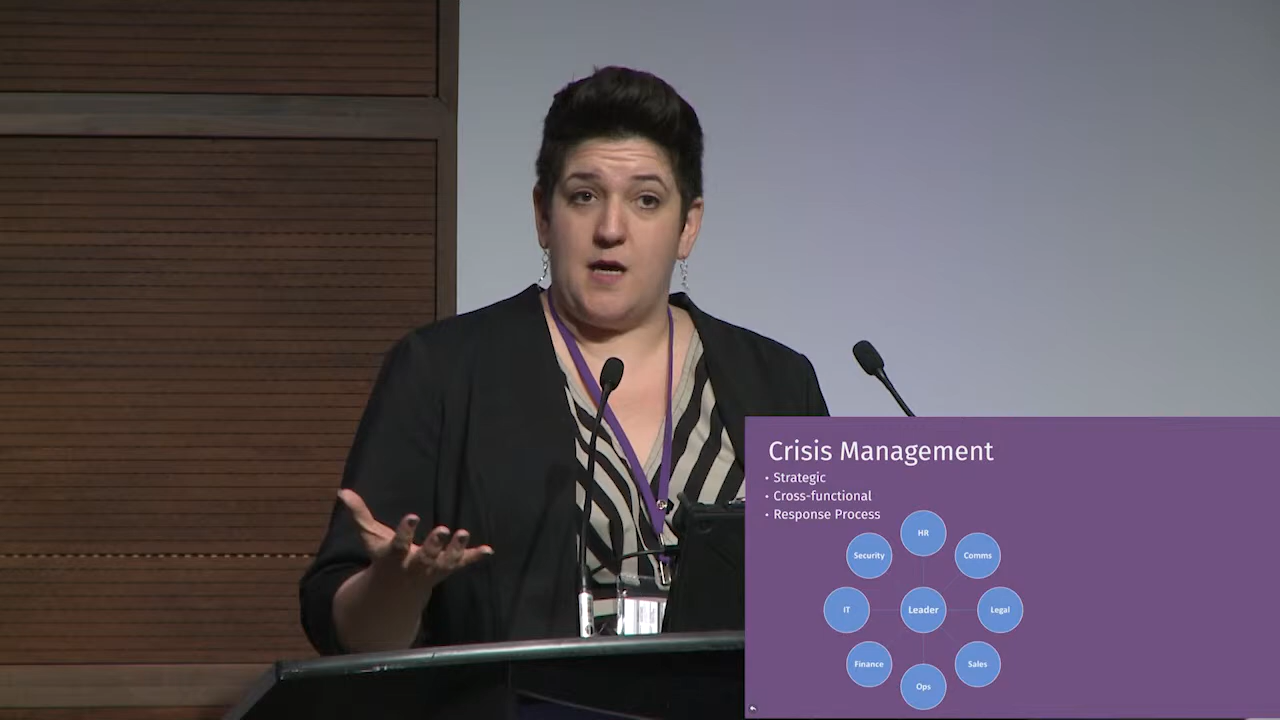 Crisis Management
• Strategic
• Cross-functional
• Response Process
HR
Security
Comms
IT
Leader
Legal
Finance
Sales
Ops